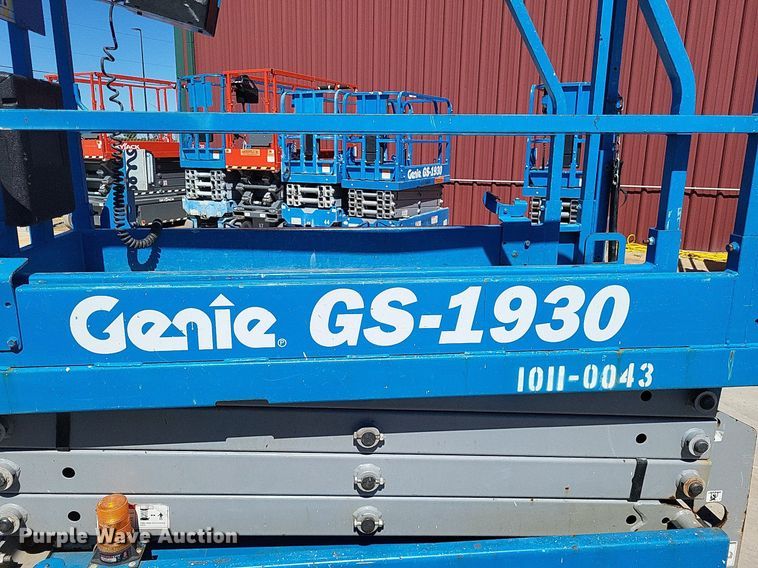 Genie GS-1930
Genie GS-1930
1011-0043
Purple Wave Auction